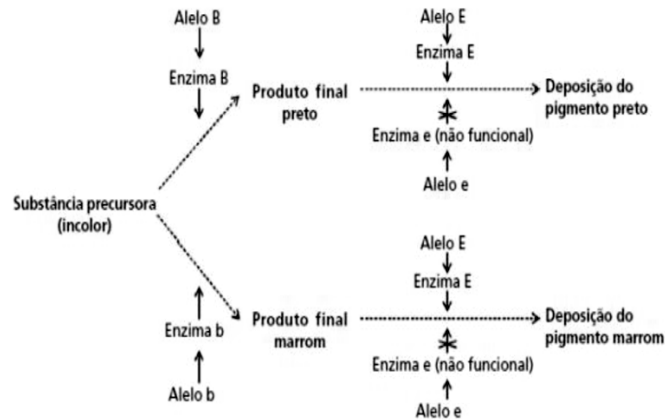 Alelo B
Enzima B
Alelo E
Enzima E
Produto final
preto
Deposição do
pigmento preto
Enzima e (não funcional)
Alelo e
Substância precursora
(incolor)
Alelo E
Enzima E
Enzima b
Alelo b
Produto final
marrom
Deposição do
pigmento marrom
Enzima e (não funcional)
Alelo e